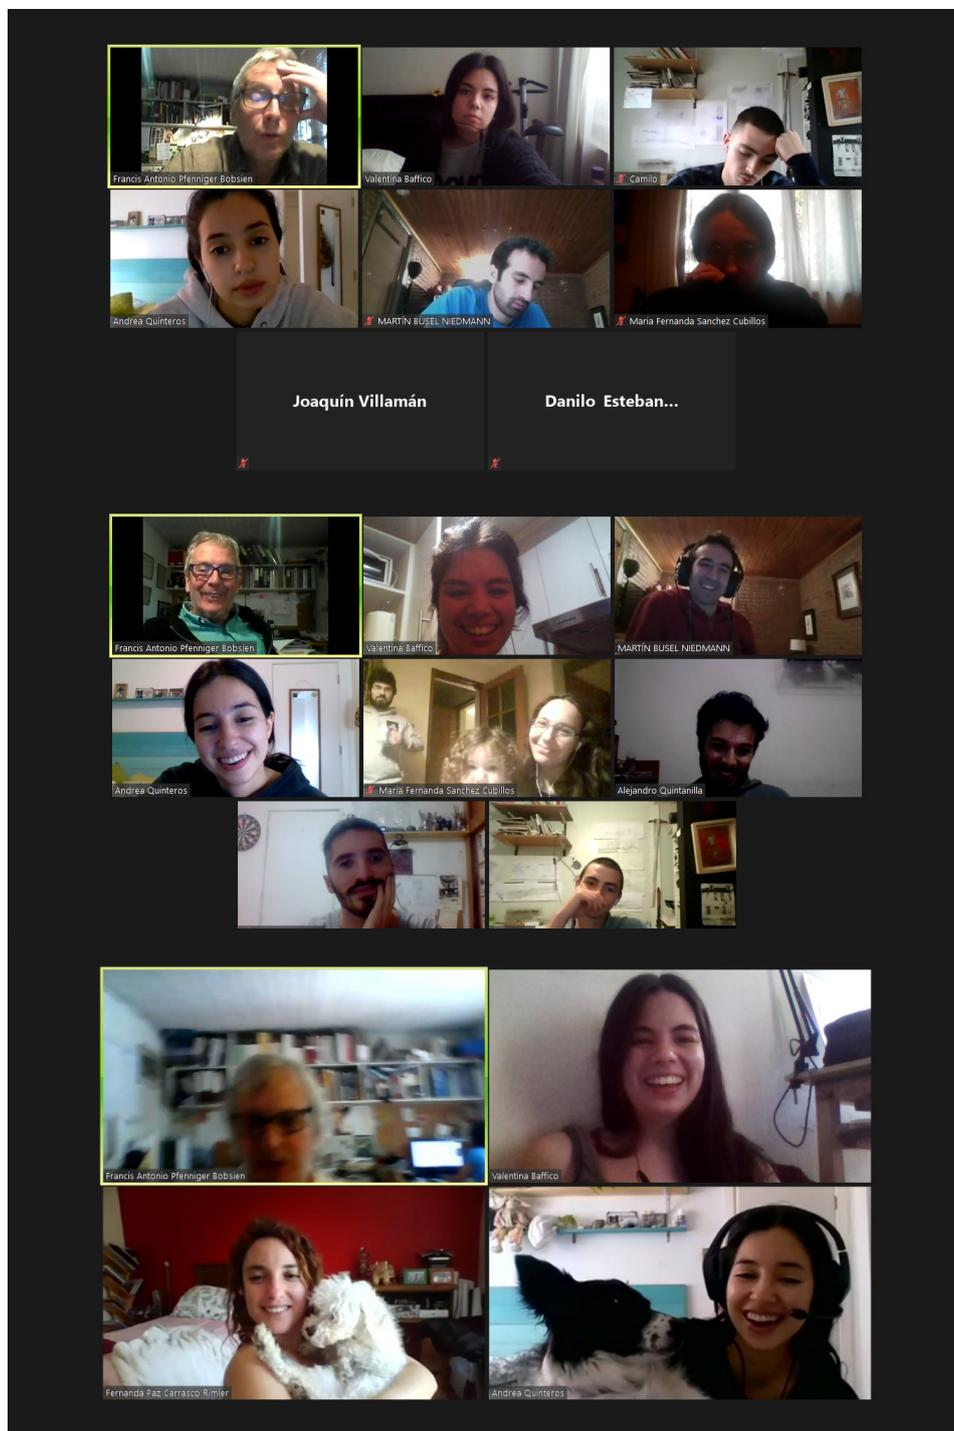 Francis Antonio Pfenniger Bobsien
Valentina Baffico
Camilo
Andrea Quinteros
MARTÍN BUSEL NIEDMANN
Maria Fernanda Sanchez Cubillos
Joaquín Villamán
Danilo Esteban...
Francis Antonio Pfenniger Bobsien
Valentina Baffico
MARTÍN BUSEL NIEDMANN
Andrea Quinteros
Maria Fernanda Sanchez Cubillos
Alejandro Quintanilla
Francis Antonio Pfenniger Bobsien
Valentina Baffico
Fernanda Paz Carrasco Rimler
Andrea Quinteros